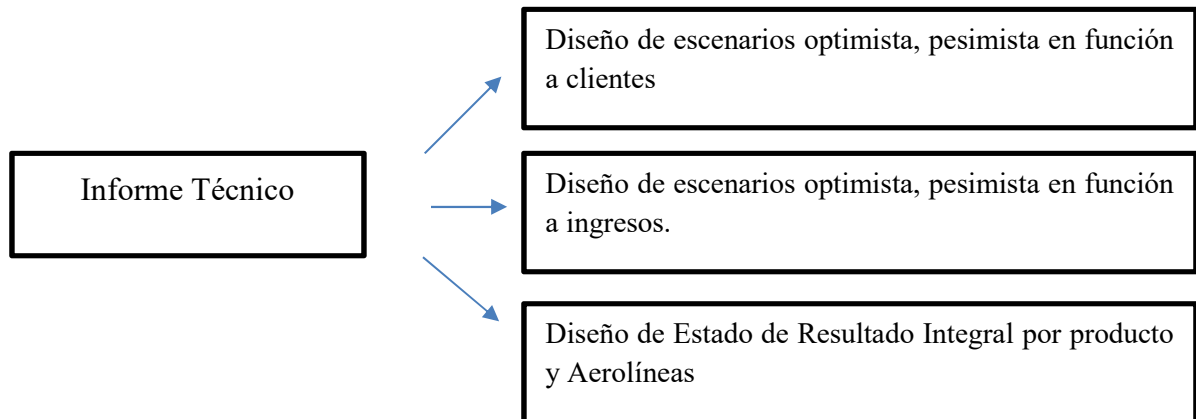 Diseño de escenarios optimista, pesimista en función
a clientes
Informe Técnico
Diseño de escenarios optimista, pesimista en función
a ingresos.
Diseño de Estado de Resultado Integral por producto
y Aerolíneas